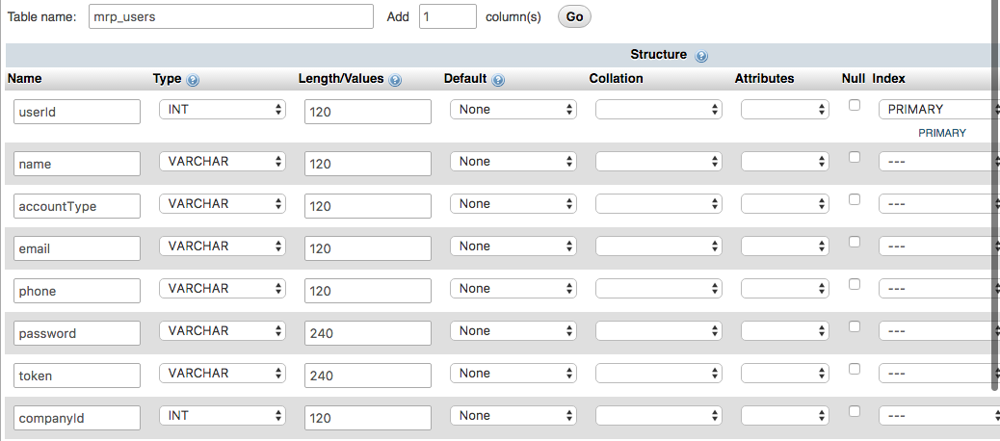 Table name: mrp_users Add 1 column(s) Go
Structure
Name Type Length/Values Default Collation Attributes Null Index
userId INT 120 None PRIMARY
PRIMARY
name VARCHAR 120 None ---
accountType VARCHAR 120 None ---
email VARCHAR 120 None ---
phone VARCHAR 120 None ---
password VARCHAR 240 None ---
token VARCHAR 240 None ---
companyId INT 120 None ---